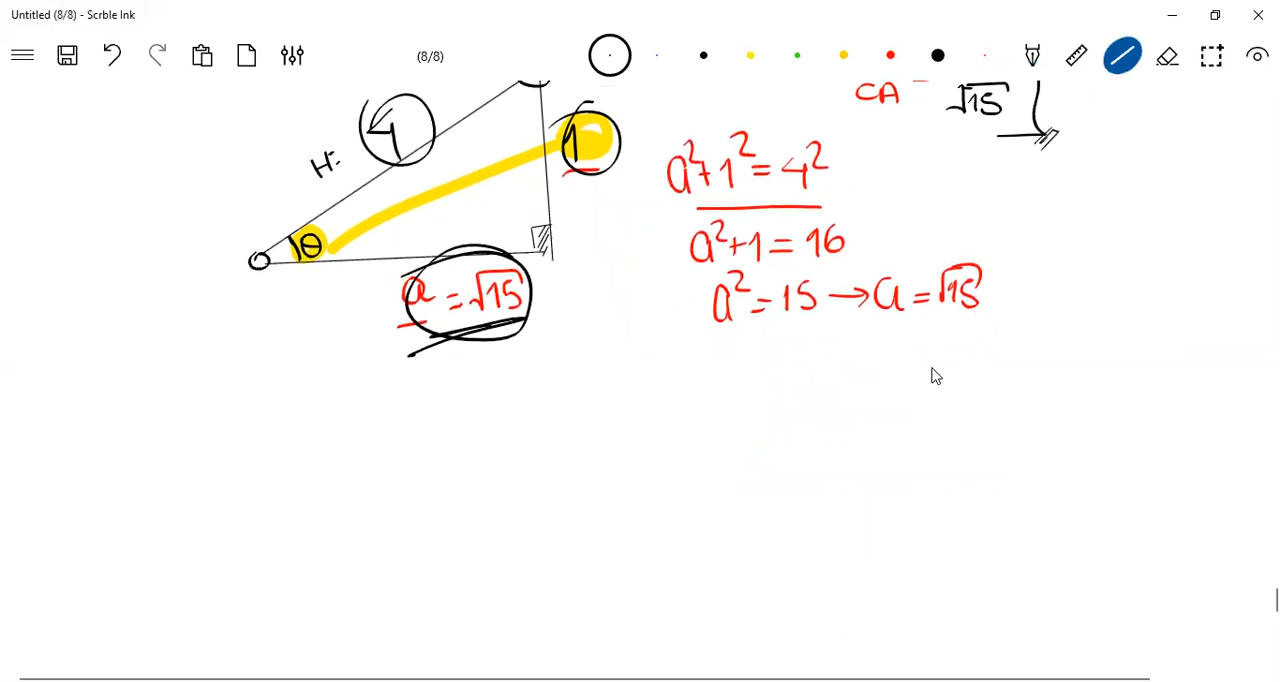 Untitled (8/8) - Scrble Ink
(8/8)
CA
√15
H:
4
1
θ
a = √15
a²+1² = 4²
a²+1 = 16
a² = 15 → a = √15